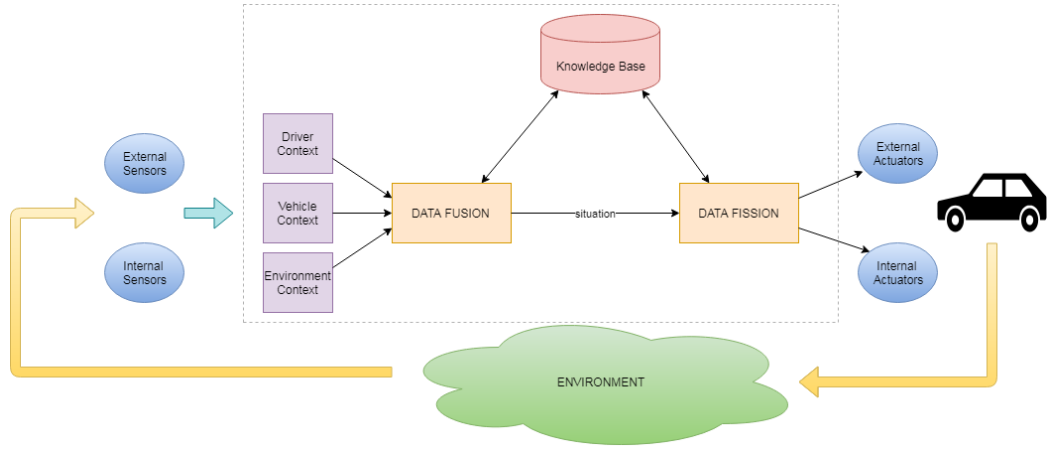 Knowledge Base
Driver
Context
External
Sensors
External
Actuators
Vehicle
Context
DATA FUSION
situation
DATA FISSION
Internal
Sensors
Environment
Context
Internal
Actuators
ENVIRONMENT